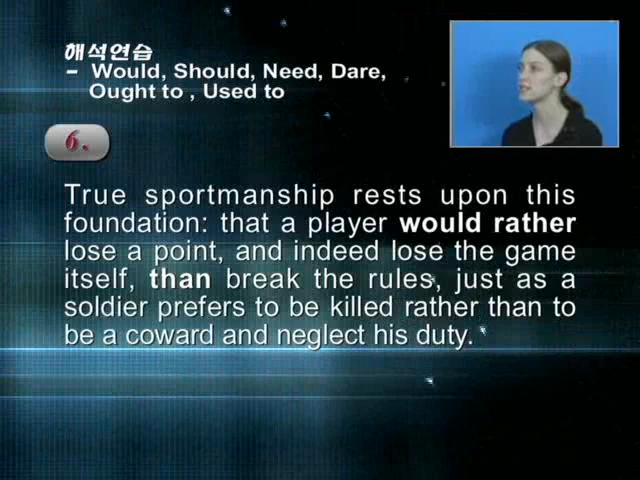 해석연습
- Would, Should, Need, Dare,
Ought to , Used to
6.
True sportmanship rests upon this
foundation: that a player would rather
lose a point, and indeed lose the game
itself, than break the rules, just as a
soldier prefers to be killed rather than to
be a coward and neglect his duty.